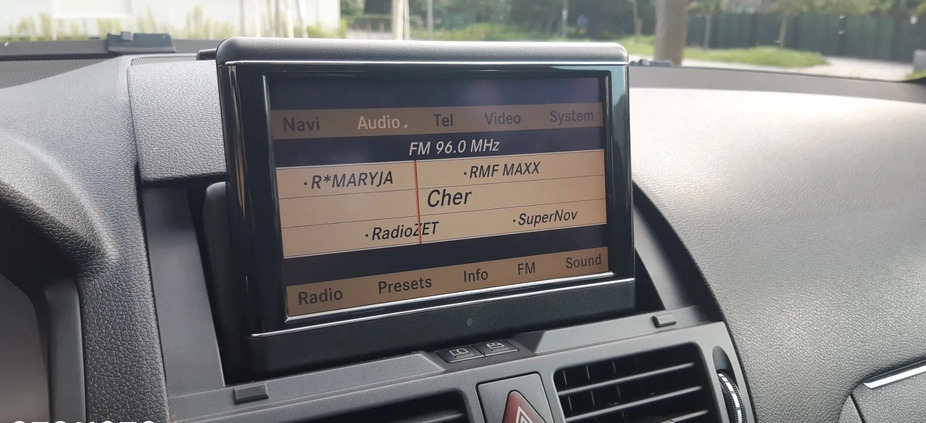 Navi Audio Tel Video System
FM 96.0 MHz
·R*MARYJA ·RMF MAXX
Cher
·RadioZET ·SuperNov
Radio Presets Info FM Sound